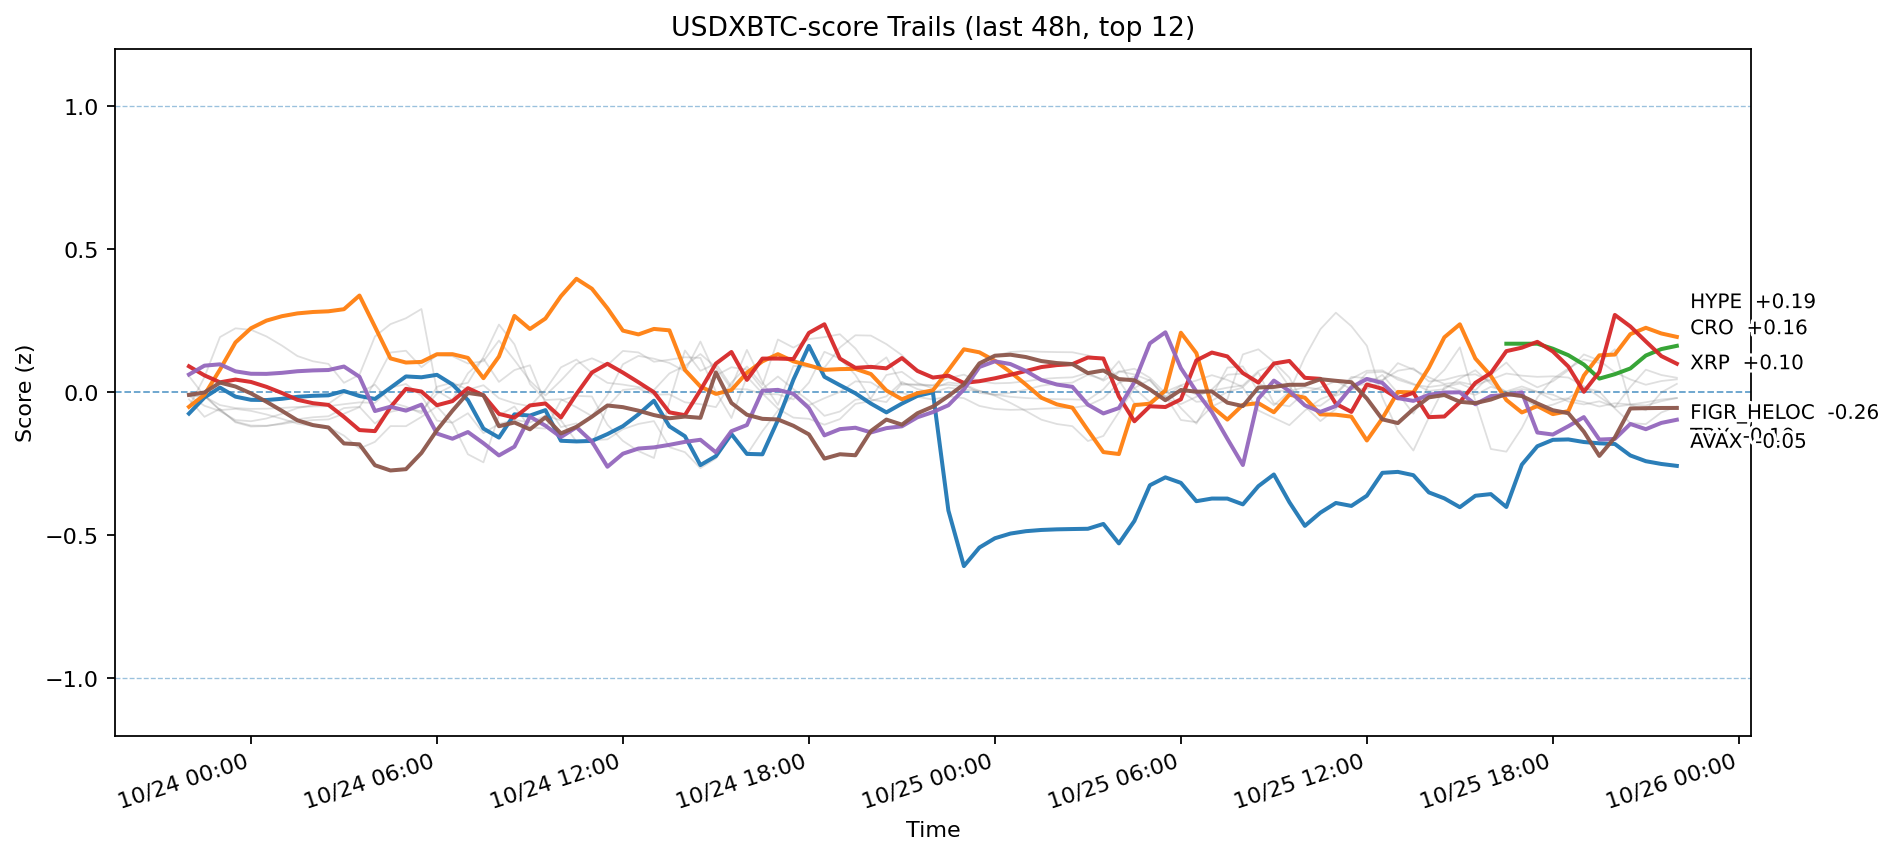 USDXBTC-score Trails (last 48h, top 12)
Score (z)
1.0
0.5
0.0
−0.5
−1.0
HYPE +0.19
CRO +0.16
XRP +0.10
FIGR_HELOC -0.26
AVAX -0.05
10/24 00:00
10/24 06:00
10/24 12:00
10/24 18:00
10/25 00:00
10/25 06:00
10/25 12:00
10/25 18:00
10/26 00:00
Time